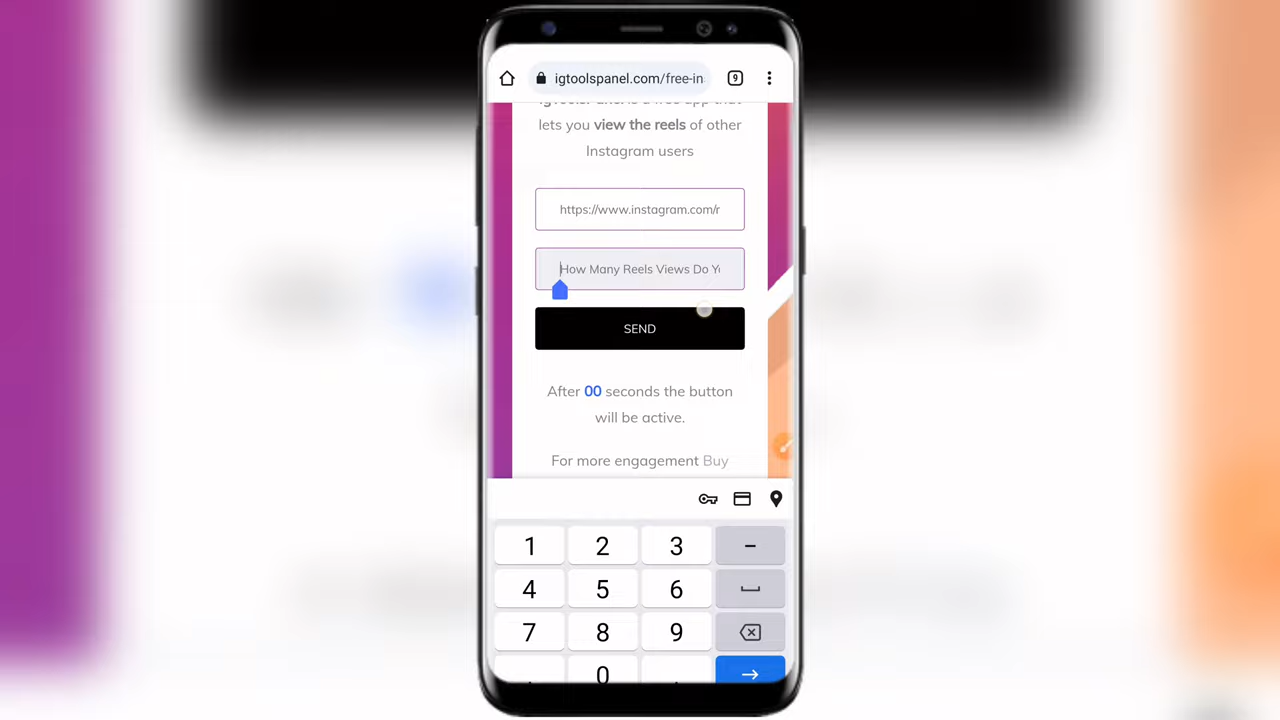 igtoolspanel.com/free-in
9
lets you view the reels of other
Instagram users
https://www.instagram.com/r
How Many Reels Views Do Y
SEND
After 00 seconds the button
will be active.
For more engagement Buy
1 2 3 –
4 5 6
7 8 9
0